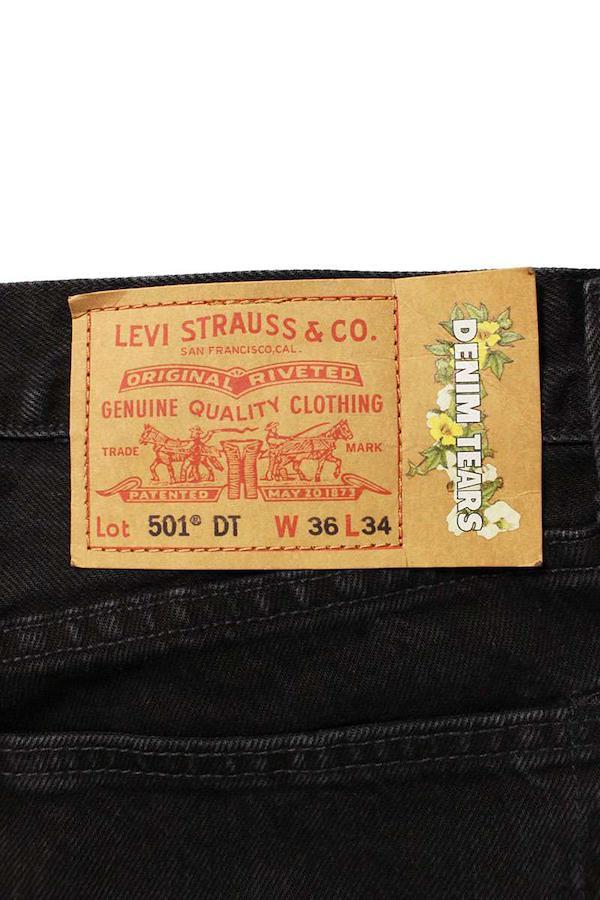 LEVI STRAUSS & CO.
SAN FRANCISCO, CAL.
ORIGINAL RIVETED
GENUINE QUALITY CLOTHING
TRADE MARK
PATENTED MAY 20 1873
Lot 501® DT W 36 L 34
DENIM TEARS